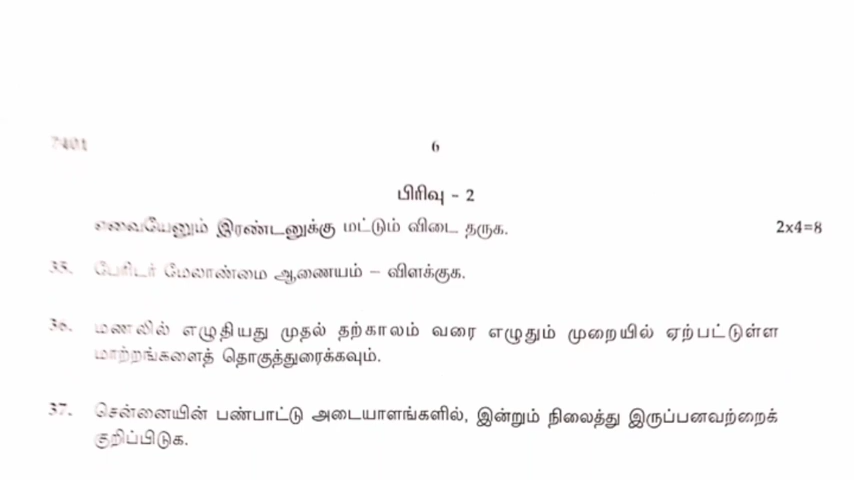 7401
6
பிரிவு - 2
எவையேனும் இரண்டனுக்கு மட்டும் விடை தருக. 2x4=8
35. பேரிடர் மேலாண்மை ஆணையம் – விளக்குக.
36. மணலில் எழுதியது முதல் தற்காலம் வரை எழுதும் முறையில் ஏற்பட்டுள்ள
மாற்றங்களைத் தொகுத்துரைக்கவும்.
37. சென்னையின் பண்பாட்டு அடையாளங்களில், இன்றும் நிலைத்து இருப்பனவற்றைக்
குறிப்பிடுக.